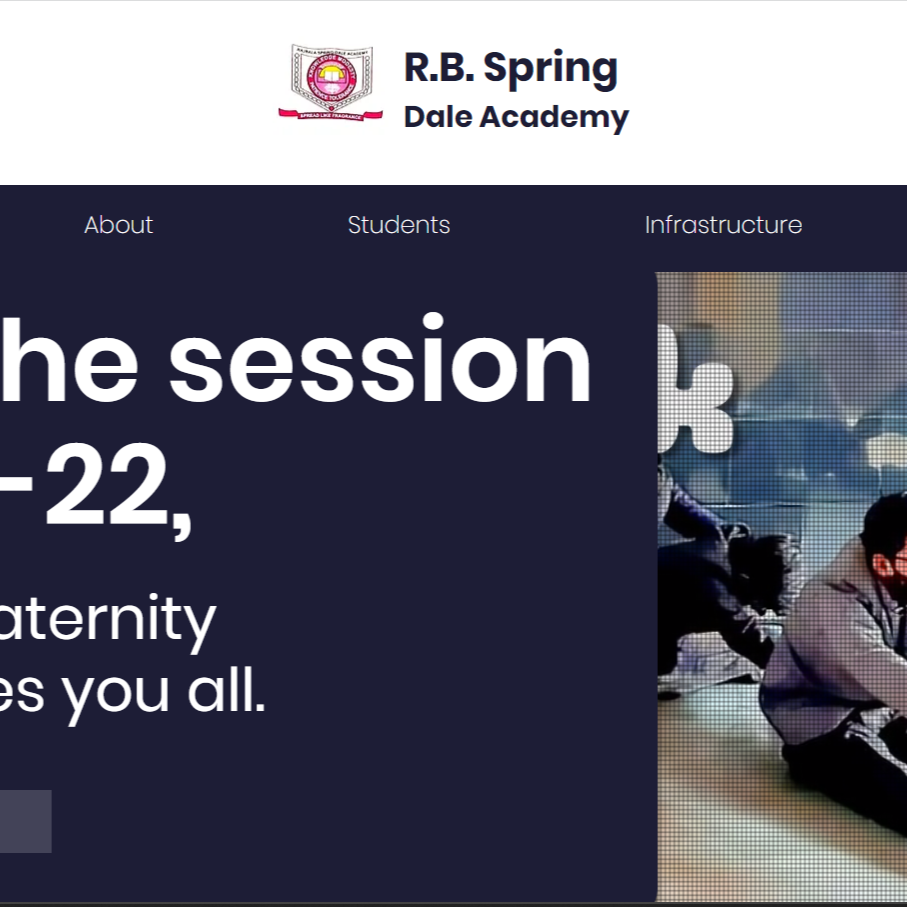 RAJBALA SPRING DALE ACADEMY
KNOWLEDGE MODESTY
PATIENCE TOLERANCE
SPREAD LIKE FRAGRANCE
R.B. Spring
Dale Academy
About
Students
Infrastructure
he session
-22,
aternity
es you all.
k